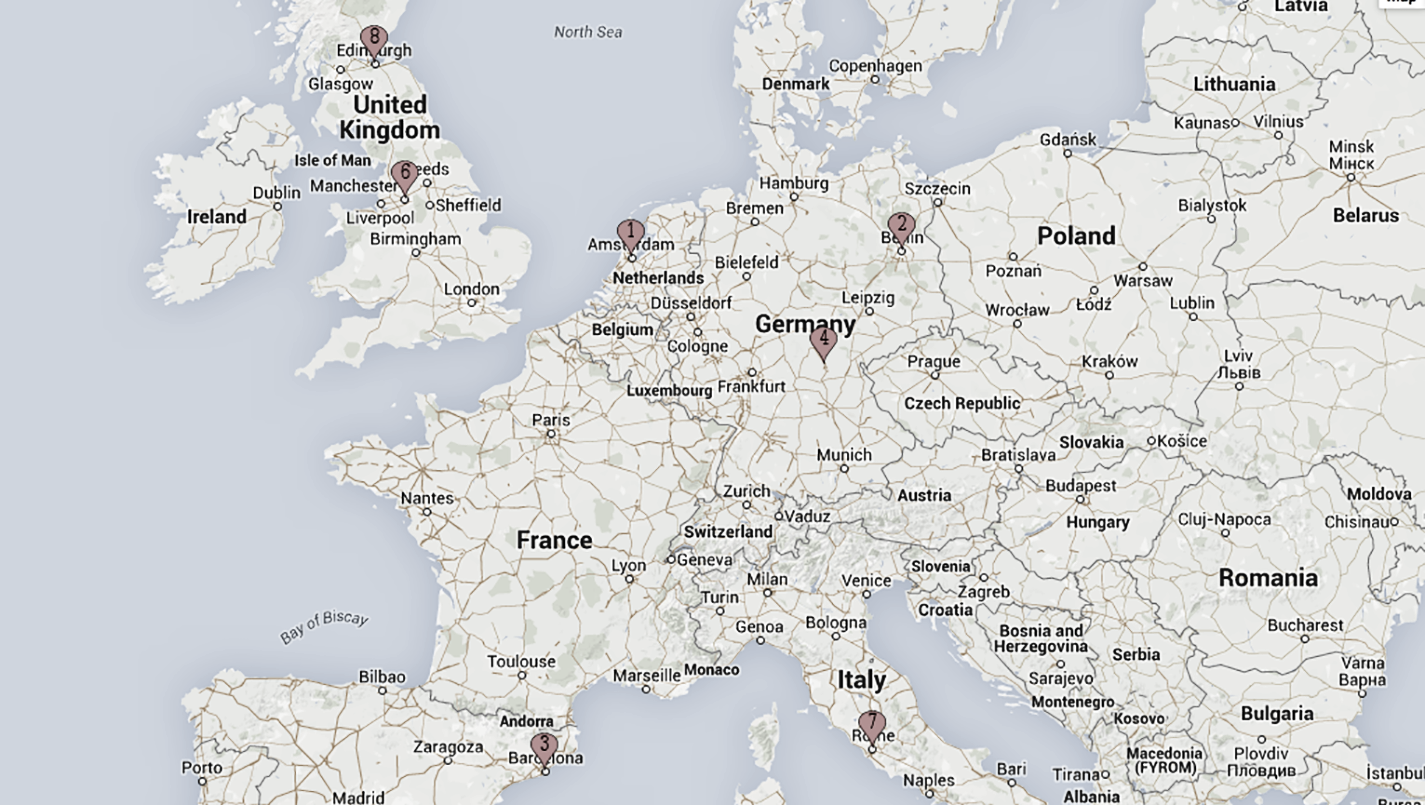 Latvia
8
Edinburgh
North Sea
Glasgow
Copenhagen
Denmark
Lithuania
United
Kingdom
Kaunas
Vilnius
Gdańsk
Minsk
Мінск
Isle of Man
6
Leeds
Manchester
Dublin
Hamburg
Szczecin
Sheffield
Liverpool
Ireland
Bremen
Bialystok
Belarus
1
2
Birmingham
Amsterdam
Berlin
Poland
Netherlands
Bielefeld
Poznań
Warsaw
London
Düsseldorf
Leipzig
Łódź
Lublin
Wrocław
Belgium
Germany
4
Cologne
Prague
Kraków
Lviv
Львів
Luxembourg
Frankfurt
Czech Republic
Paris
Slovakia
Košice
Munich
Bratislava
Nantes
Zurich
Austria
Budapest
Moldova
Vaduz
Hungary
Cluj-Napoca
Chisinau
France
Switzerland
Geneva
Lyon
Slovenia
Milan
Venice
Romania
Turin
Zagreb
Croatia
Bay of Biscay
Genoa
Bologna
Bosnia and
Herzegovina
Bucharest
Serbia
Toulouse
Marseille
Monaco
Italy
Sarajevo
Varna
Варна
Bilbao
Montenegro
Andorra
7
Kosovo
Bulgaria
Rome
Zaragoza
3
Barcelona
Macedonia
(FYROM)
Plovdiv
Пловдив
Porto
Naples
Bari
Tirana
İstanbul
Madrid
Albania